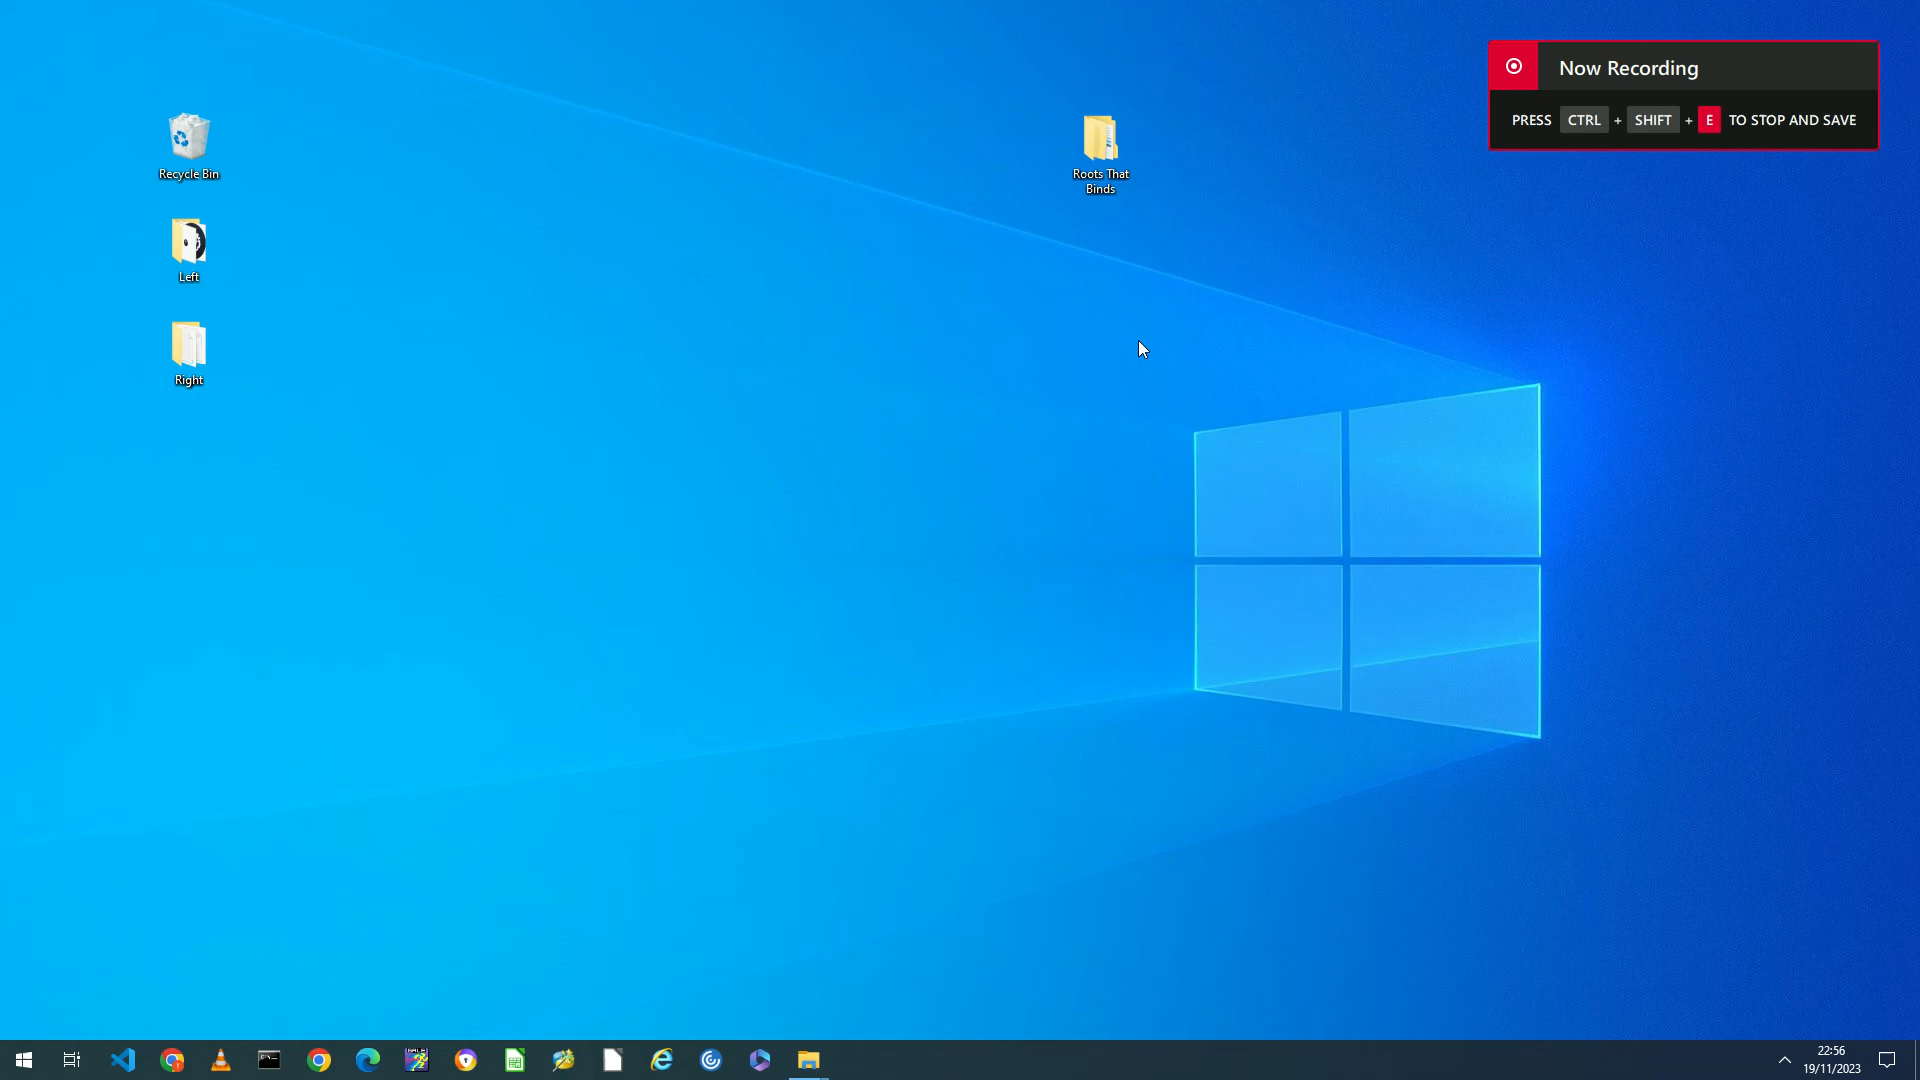 Now Recording
PRESS CTRL + SHIFT + E TO STOP AND SAVE
Recycle Bin
Roots That
Binds
Left
Right
22:56
19/11/2023